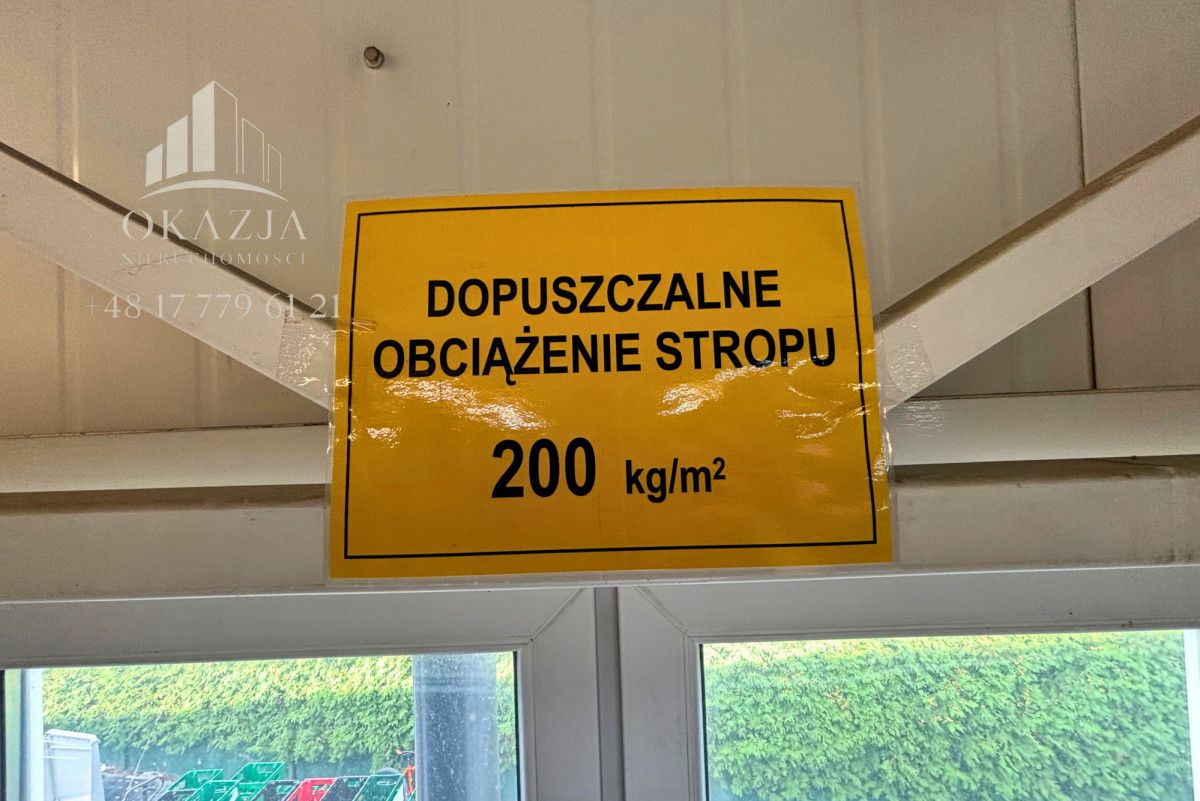 OKAZJA
NIERUCHOMOŚCI
+48 17 779 61 21
DOPUSZCZALNE
OBCIĄŻENIE STROPU
200 kg/m²